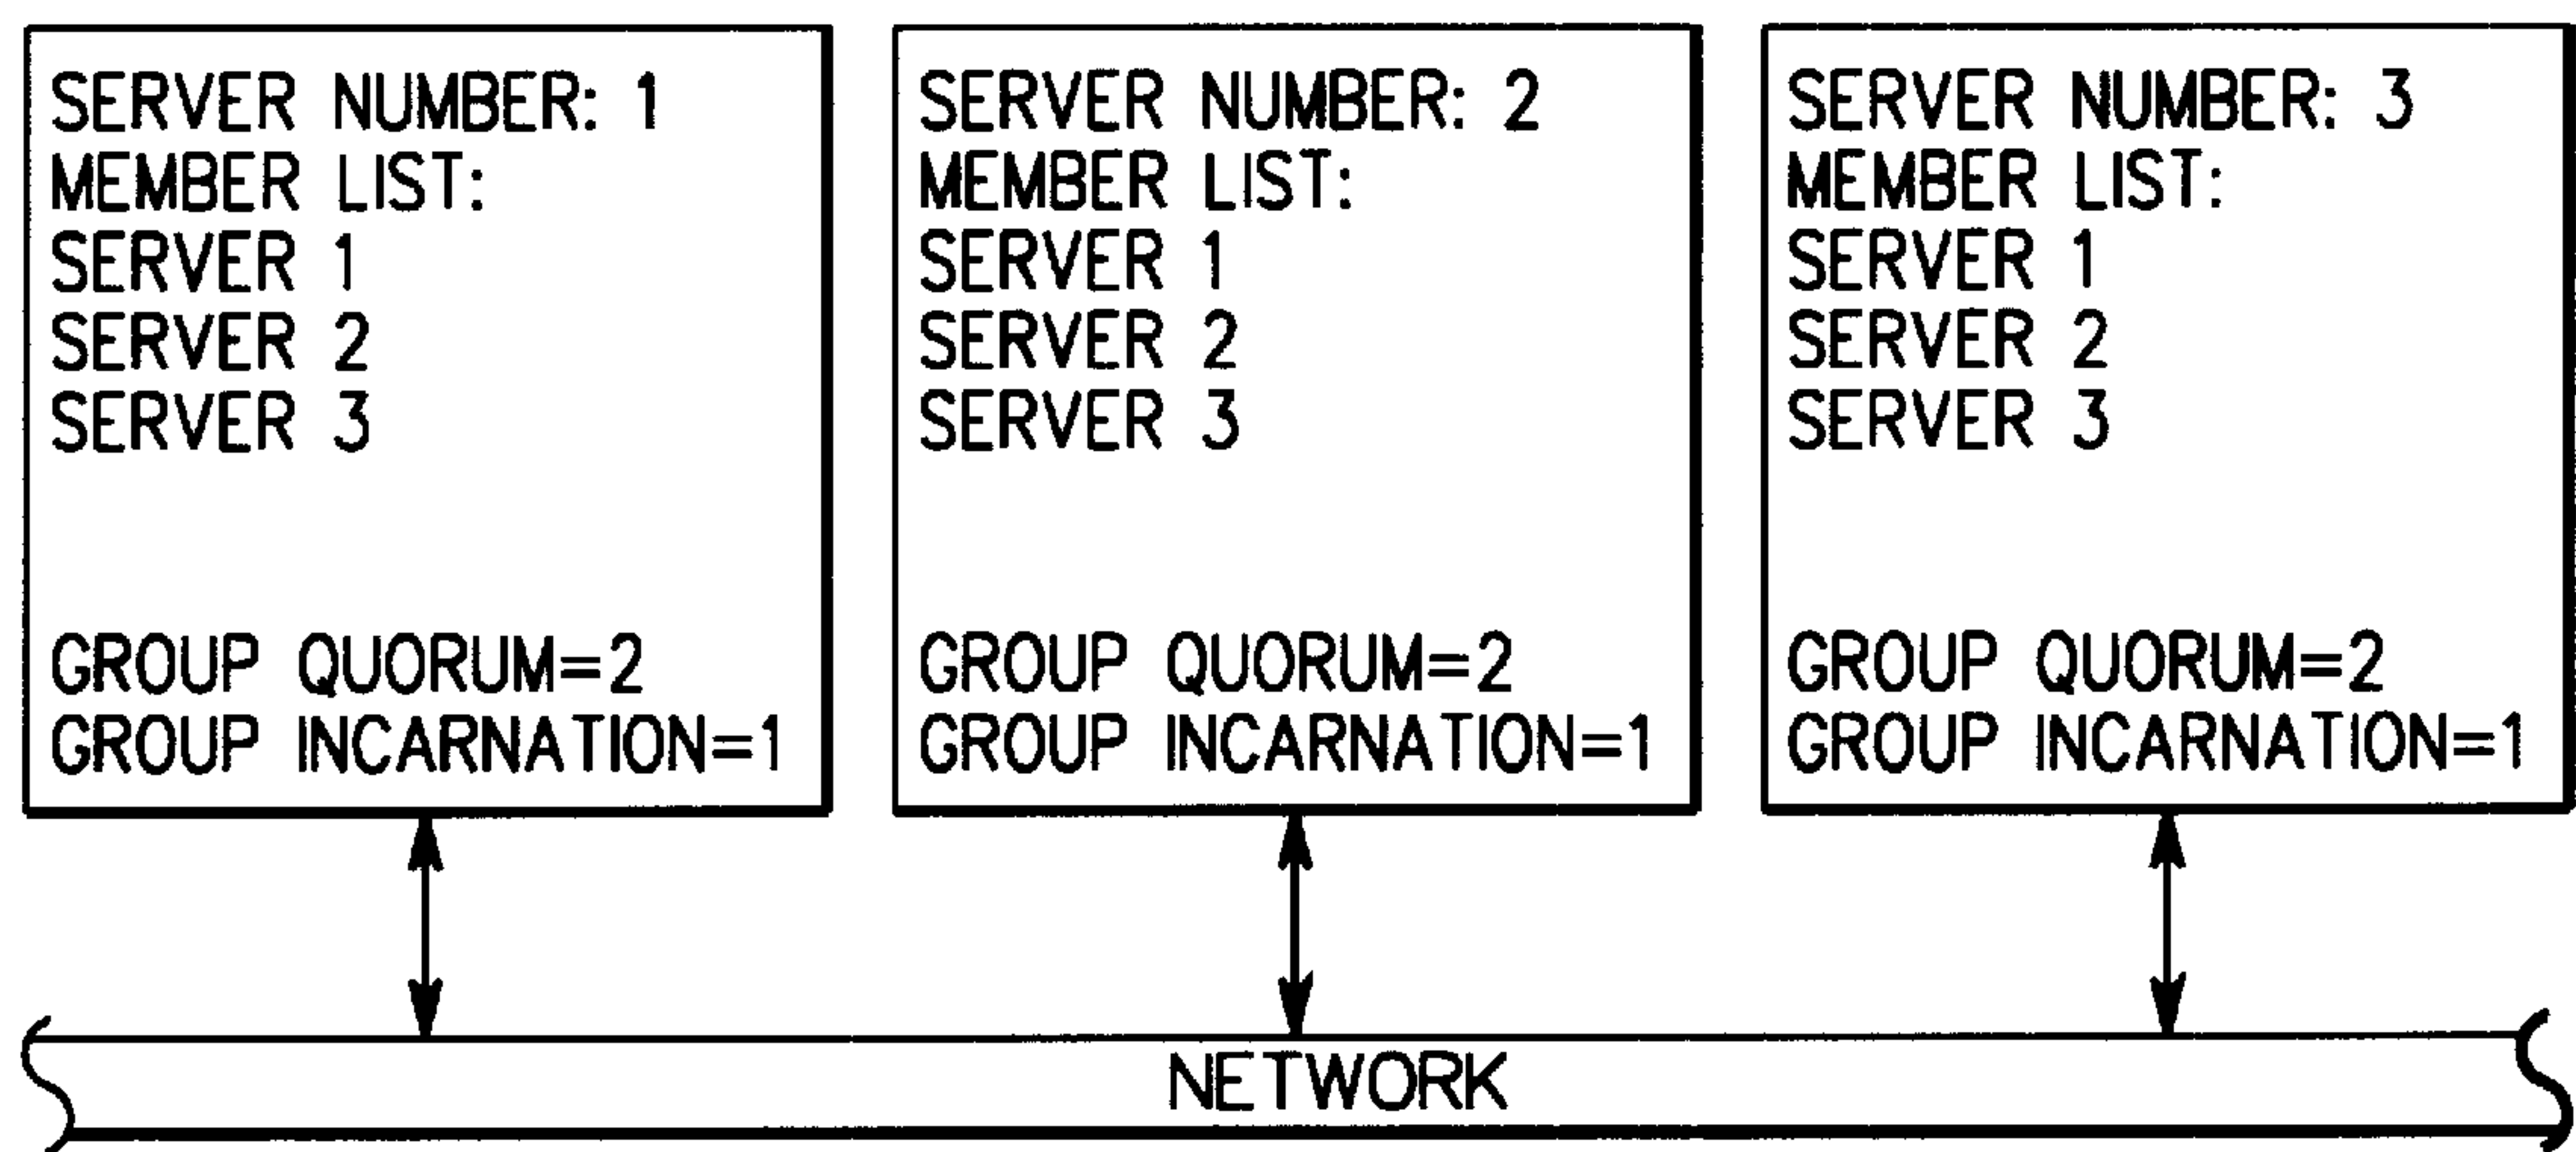 SERVER NUMBER: 1
MEMBER LIST:
SERVER 1
SERVER 2
SERVER 3
GROUP QUORUM=2
GROUP INCARNATION=1
SERVER NUMBER: 2
MEMBER LIST:
SERVER 1
SERVER 2
SERVER 3
GROUP QUORUM=2
GROUP INCARNATION=1
SERVER NUMBER: 3
MEMBER LIST:
SERVER 1
SERVER 2
SERVER 3
GROUP QUORUM=2
GROUP INCARNATION=1
NETWORK